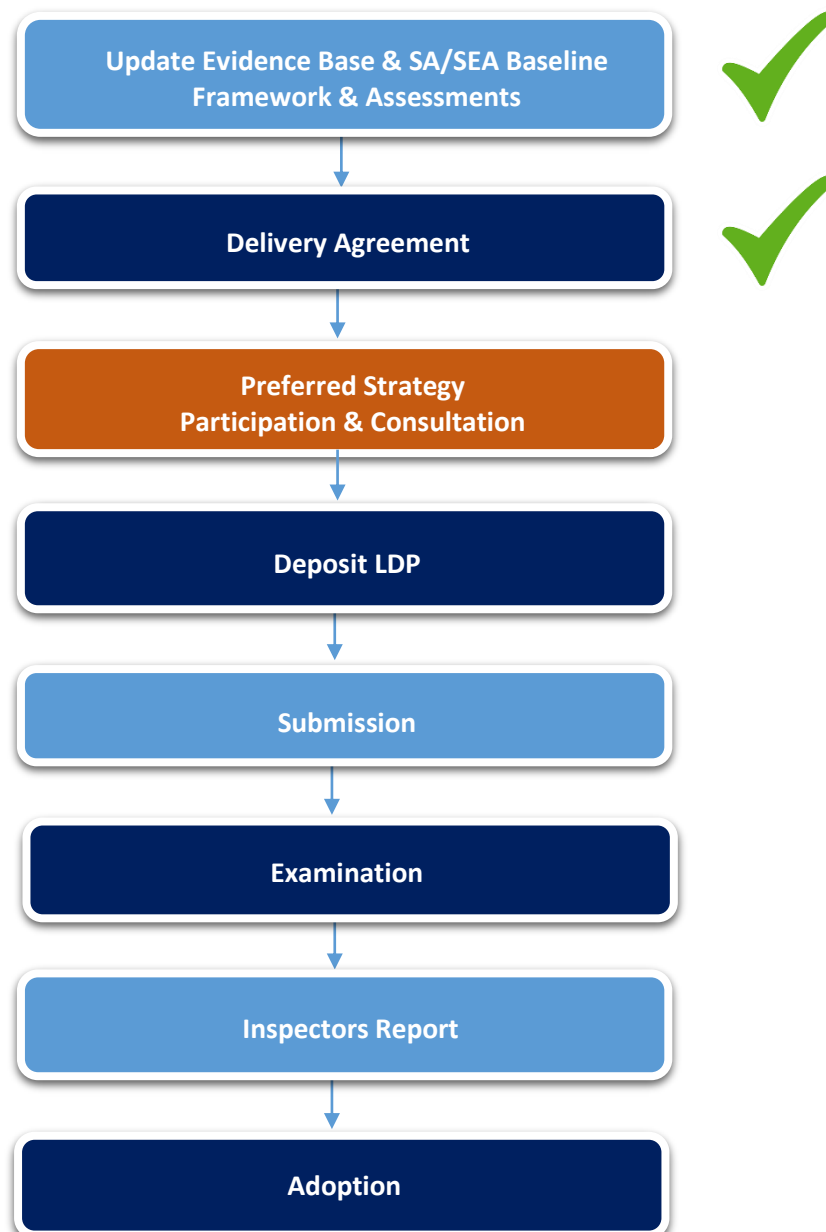 Update Evidence Base & SA/SEA Baseline
Framework & Assessments
Delivery Agreement
Preferred Strategy
Participation & Consultation
Deposit LDP
Submission
Examination
Inspectors Report
Adoption